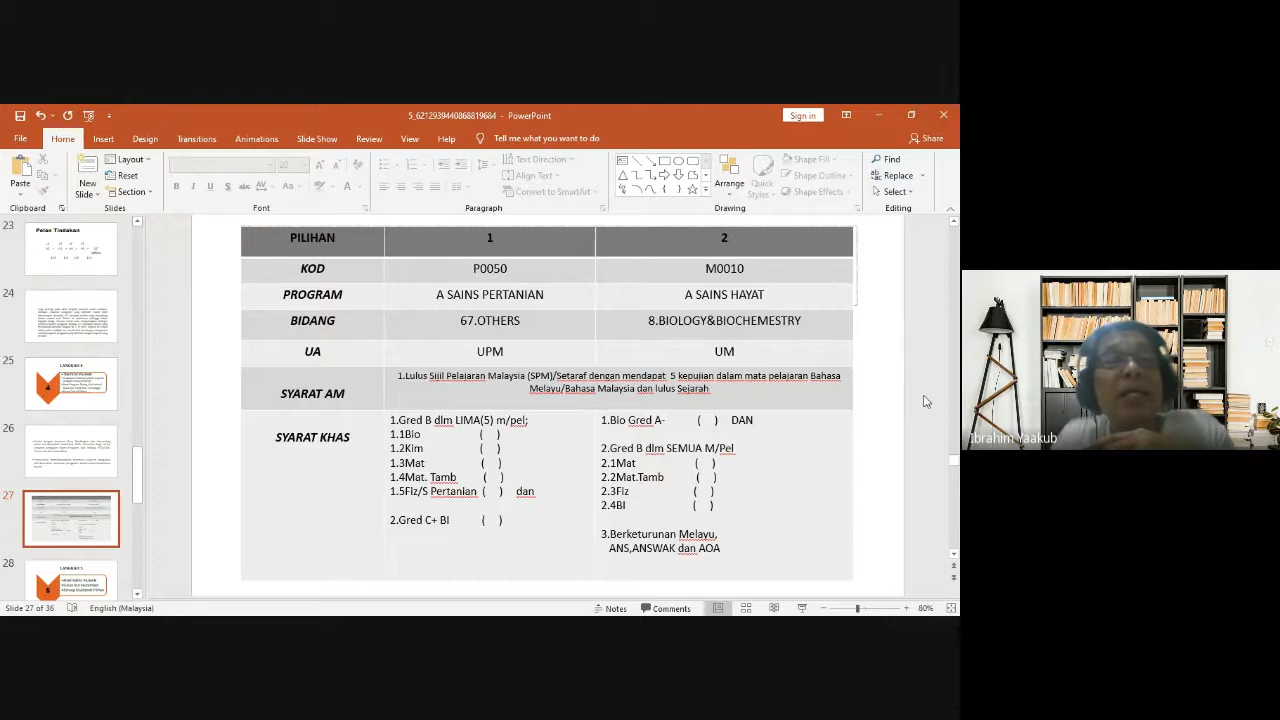 5_6212939440868819684 - PowerPoint
Sign in
File Home Insert Design Transitions Animations Slide Show Review View Help Tell me what you want to do Share
Paste
New Slide
Layout
Reset
Section
20
Text Direction
Align Text
Convert to SmartArt
Arrange
Quick Styles
Shape Fill
Shape Outline
Shape Effects
Find
Replace
Select
Clipboard Slides Font Paragraph Drawing Editing
23
Pelan Tindakan
24
25
4
26
27
28
5
PILIHAN 1 2
KOD P0050 M0010
PROGRAM A SAINS PERTANIAN A SAINS HAYAT
BIDANG 67.OTHERS 8.BIOLOGY&BIOCHEMESTRY
UA UPM UM
SYARAT AM
1.Lulus Sijil Pelajaran Malaysia (SPM)/Setaraf dengan mendapat 5 kepujian dalam mata pelajaran Bahasa
Melayu/Bahasa Malaysia dan lulus Sejarah
SYARAT KHAS
1.Gred B dlm LIMA(5) m/pel;
1.1Bio ( )
1.2Kim ( )
1.3Mat ( )
1.4Mat. Tamb ( )
1.5Fiz/S Pertanian ( ) dan
2.Gred C+ BI ( )
1.Bio Gred A- ( ) DAN
2.Gred B dlm SEMUA M/Pel
2.1Mat ( )
2.2Mat.Tamb ( )
2.3Fiz ( )
2.4BI ( )
3.Berketurunan Melayu,
ANS,ANSWAK dan AOA
Slide 27 of 36 English (Malaysia) Notes Comments 80%
Ibrahim Yaakub